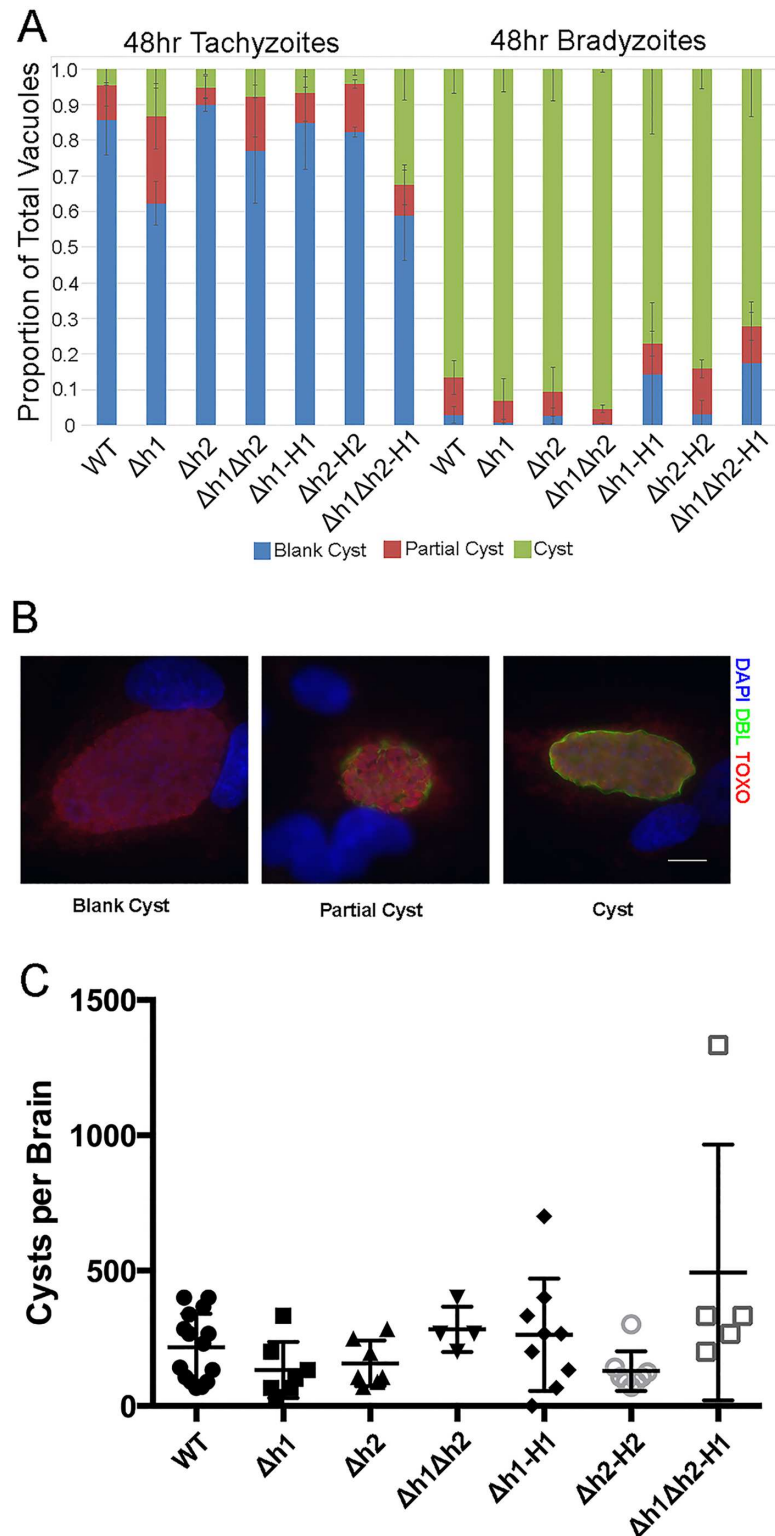 A
48hr Tachyzoites 48hr Bradyzoites
Proportion of Total Vacuoles
1.0
0.9
0.8
0.7
0.6
0.5
0.4
0.3
0.2
0.1
0
WT Δh1 Δh2 Δh1Δh2 Δh1-H1 Δh2-H2 Δh1Δh2-H1 WT Δh1 Δh2 Δh1Δh2 Δh1-H1 Δh2-H2 Δh1Δh2-H1
Blank Cyst Partial Cyst Cyst
B
DAPI DBL TOXO
Blank Cyst Partial Cyst Cyst
C
Cysts per Brain
1500
1000
500
0
WT Δh1 Δh2 Δh1Δh2 Δh1-H1 Δh2-H2 Δh1Δh2-H1